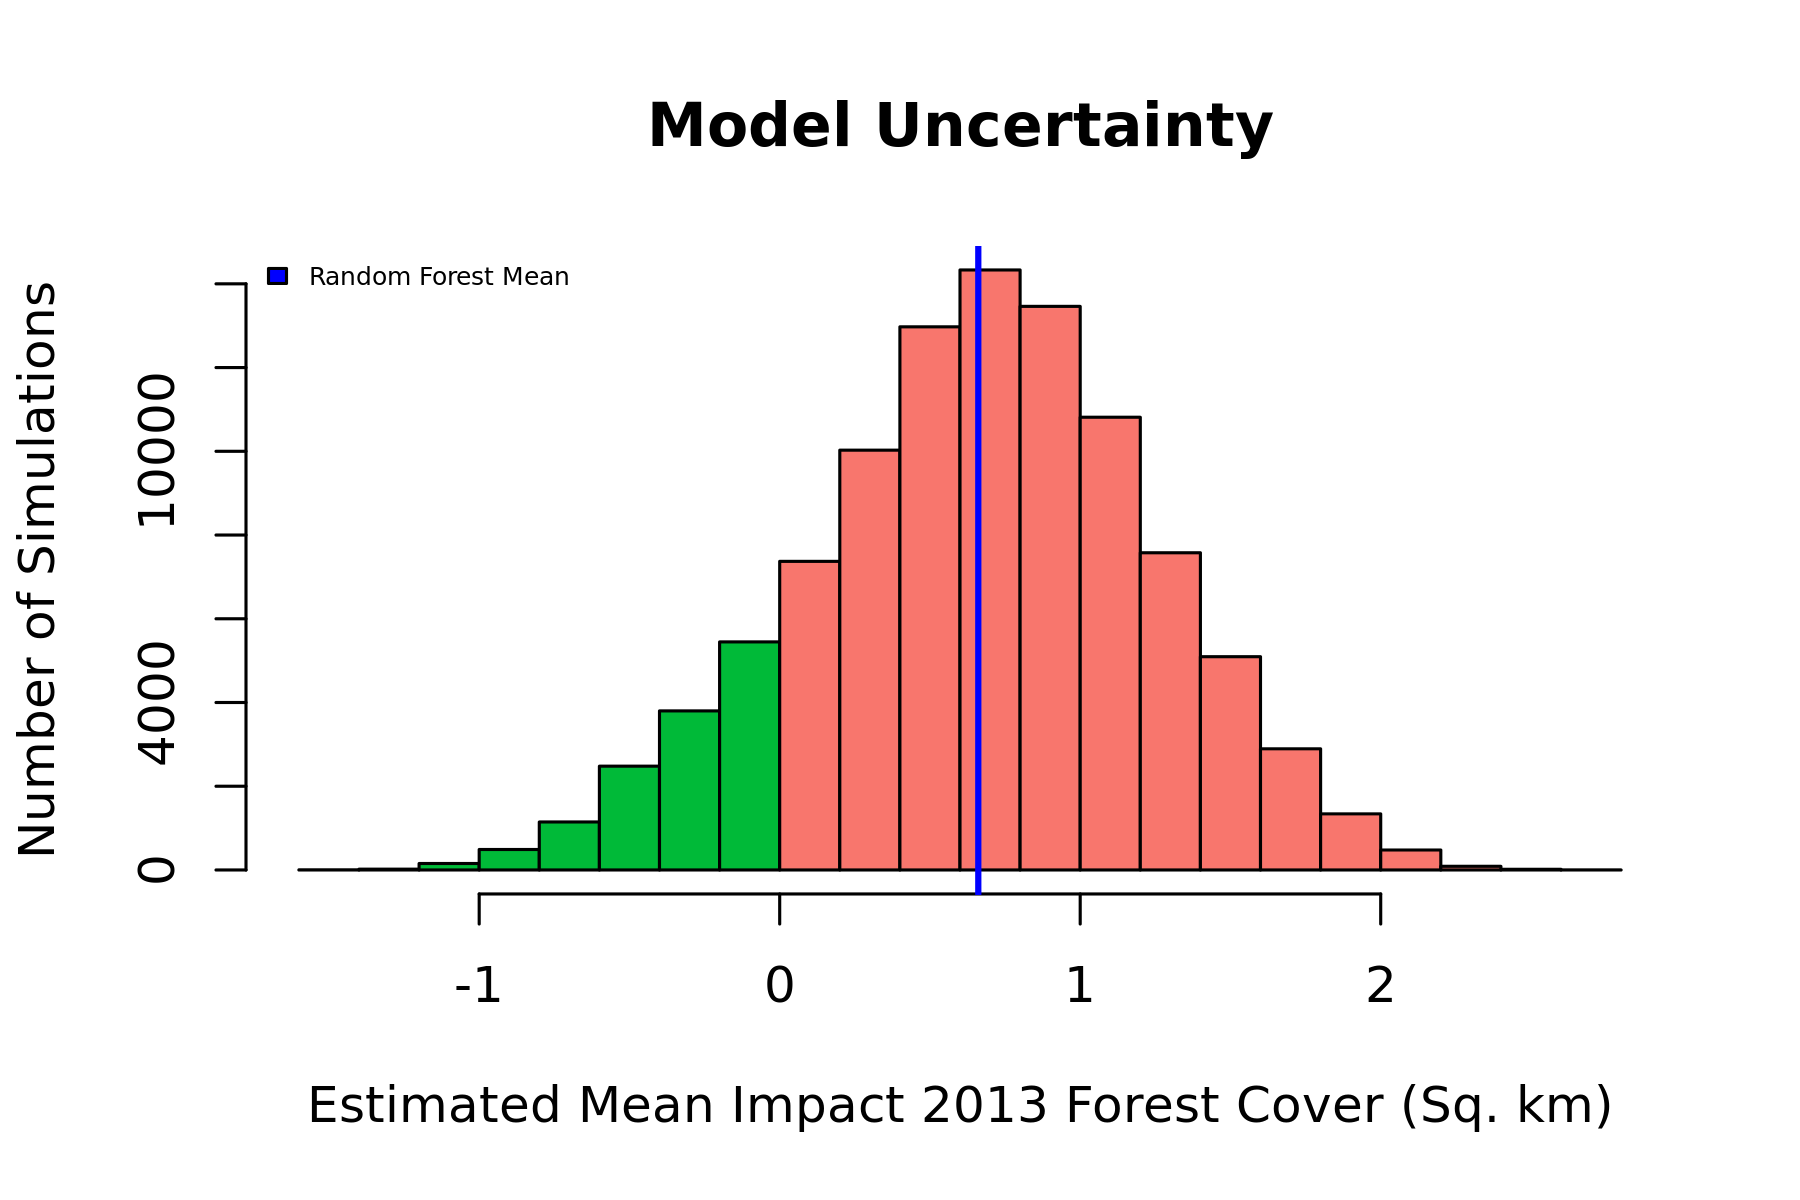 Model Uncertainty
Random Forest Mean
Number of Simulations
10000
4000
0
-1 0 1 2
Estimated Mean Impact 2013 Forest Cover (Sq. km)